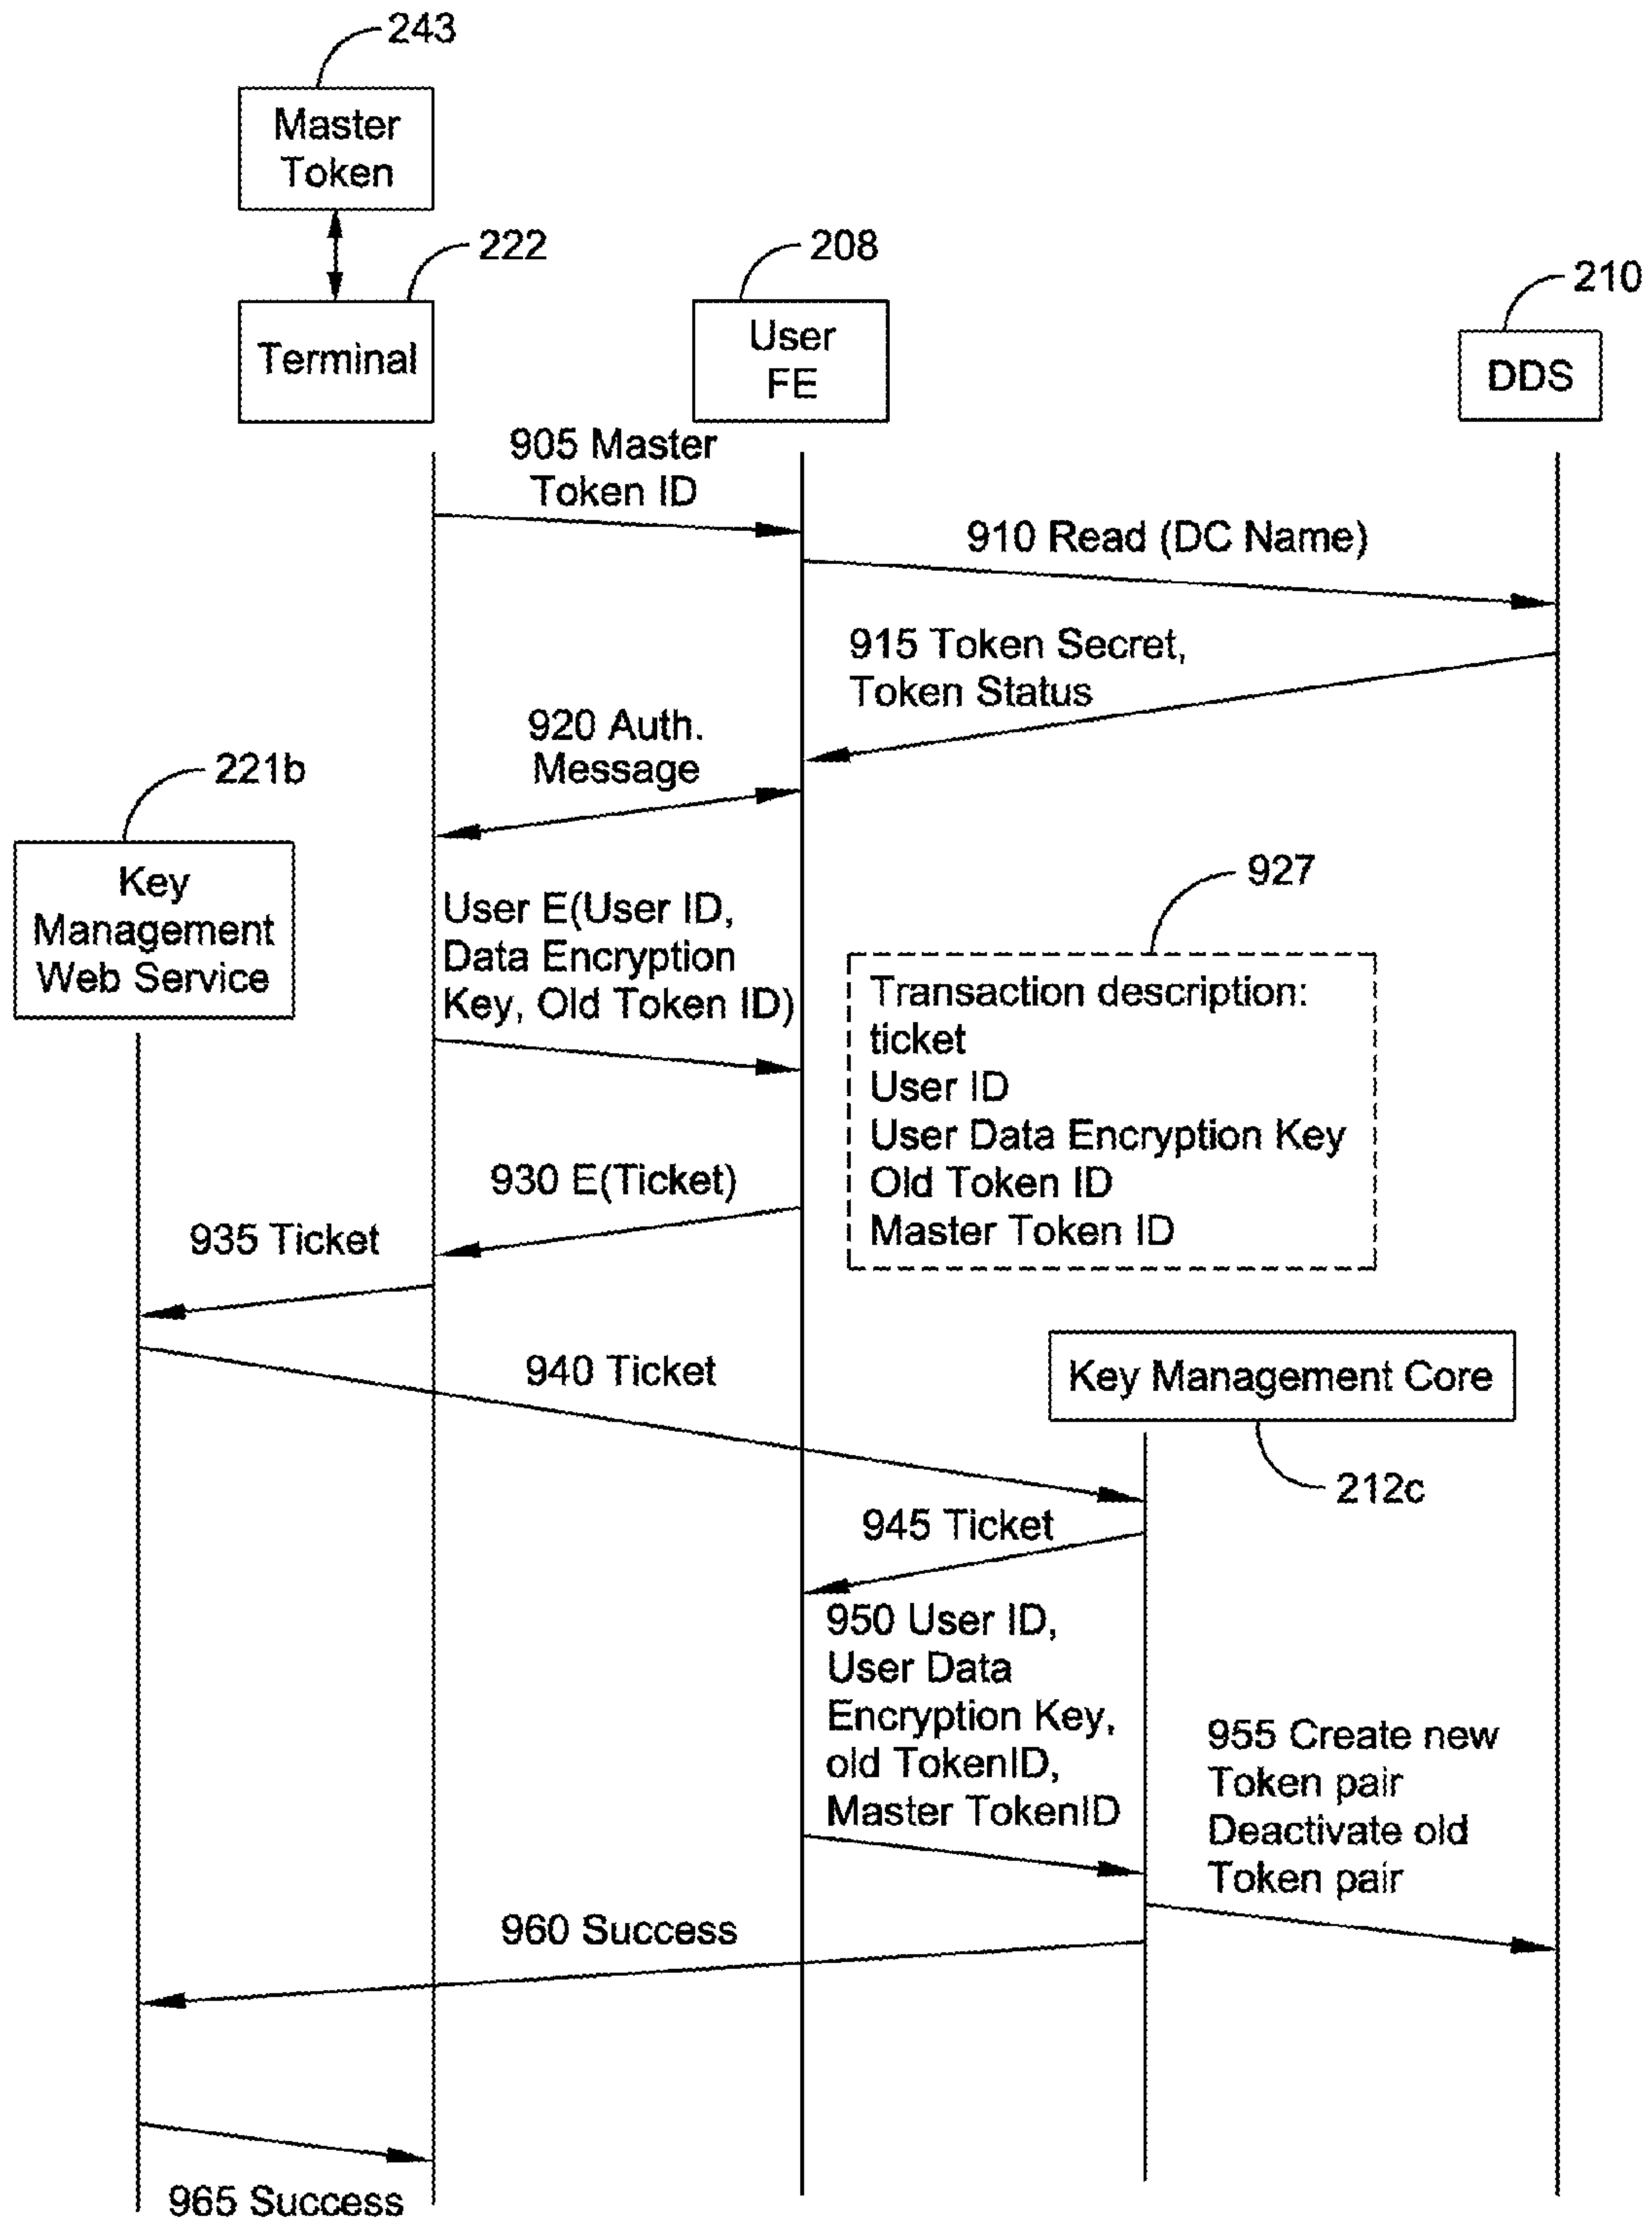 243
Master
Token
222
208
210
Terminal
User
FE
DDS
905 Master
Token ID
910 Read (DC Name)
915 Token Secret,
Token Status
920 Auth.
Message
221b
Key
Management
Web Service
User E(User ID,
Data Encryption
Key, Old Token ID)
927
Transaction description:
ticket
User ID
User Data Encryption Key
Old Token ID
Master Token ID
930 E(Ticket)
935 Ticket
940 Ticket
Key Management Core
212c
945 Ticket
950 User ID,
User Data
Encryption Key,
old TokenID,
Master TokenID
955 Create new
Token pair
Deactivate old
Token pair
960 Success
965 Success